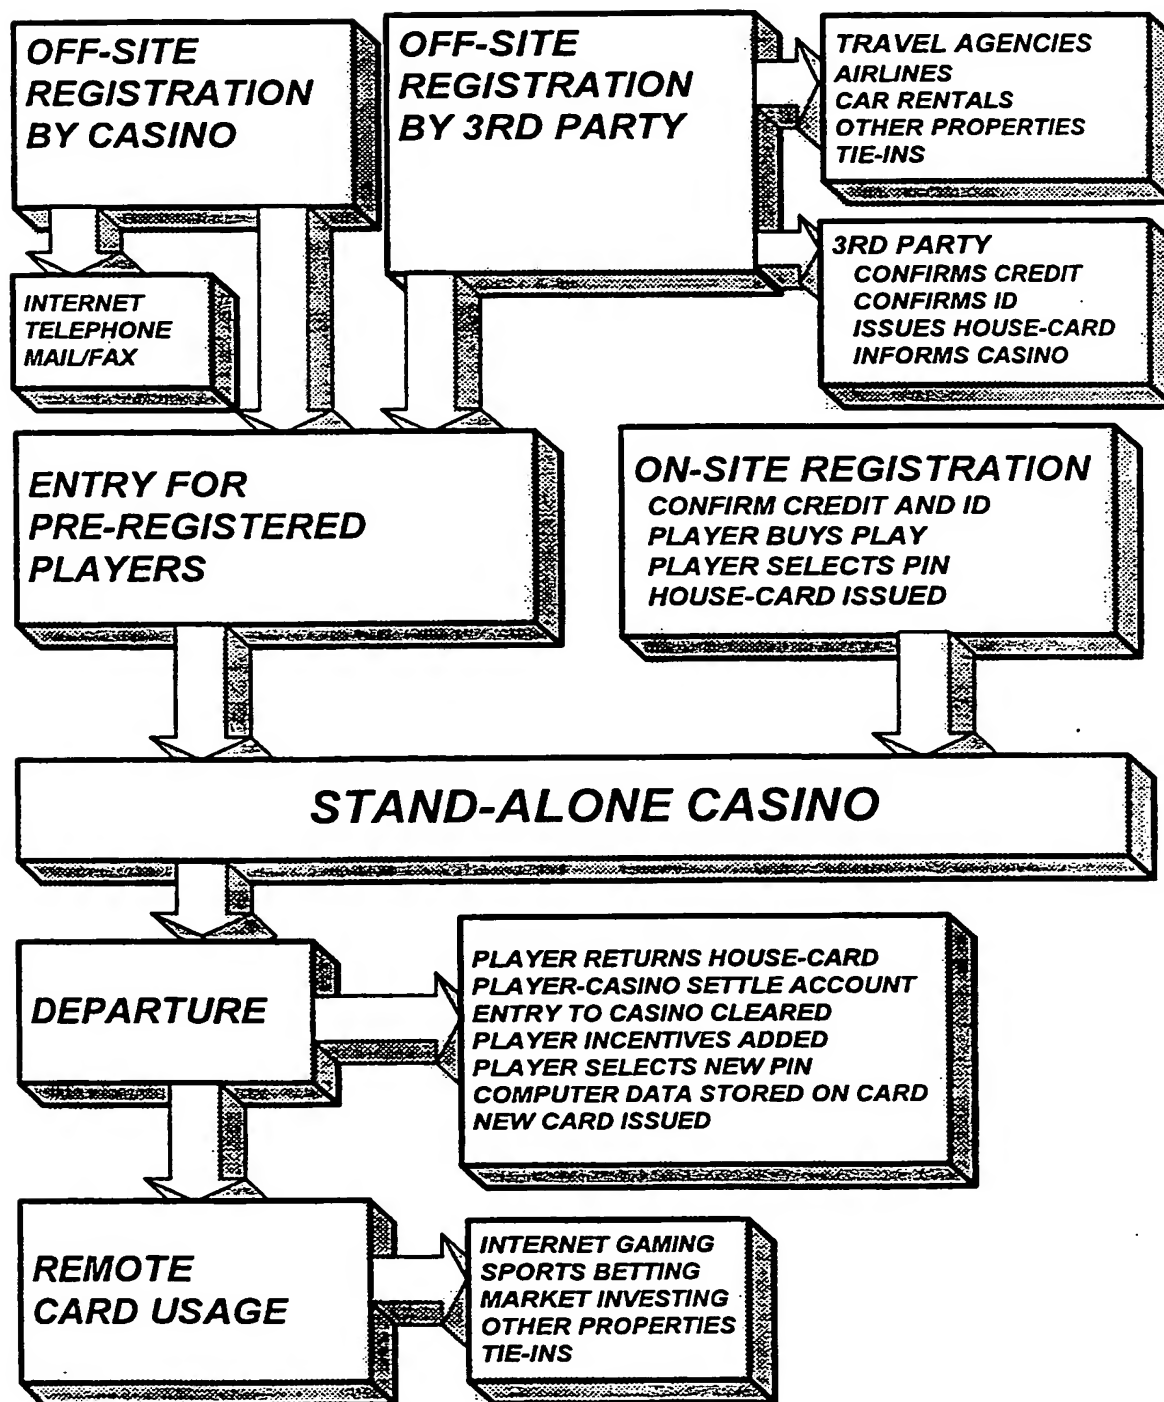 OFF-SITE
REGISTRATION
BY CASINO
OFF-SITE
REGISTRATION
BY 3RD PARTY
TRAVEL AGENCIES
AIRLINES
CAR RENTALS
OTHER PROPERTIES
TIE-INS
3RD PARTY
CONFIRMS CREDIT
CONFIRMS ID
ISSUES HOUSE-CARD
INFORMS CASINO
INTERNET
TELEPHONE
MAIL/FAX
ENTRY FOR
PRE-REGISTERED
PLAYERS
ON-SITE REGISTRATION
CONFIRM CREDIT AND ID
PLAYER BUYS PLAY
PLAYER SELECTS PIN
HOUSE-CARD ISSUED
STAND-ALONE CASINO
DEPARTURE
PLAYER RETURNS HOUSE-CARD
PLAYER-CASINO SETTLE ACCOUNT
ENTRY TO CASINO CLEARED
PLAYER INCENTIVES ADDED
PLAYER SELECTS NEW PIN
COMPUTER DATA STORED ON CARD
NEW CARD ISSUED
REMOTE
CARD USAGE
INTERNET GAMING
SPORTS BETTING
MARKET INVESTING
OTHER PROPERTIES
TIE-INS